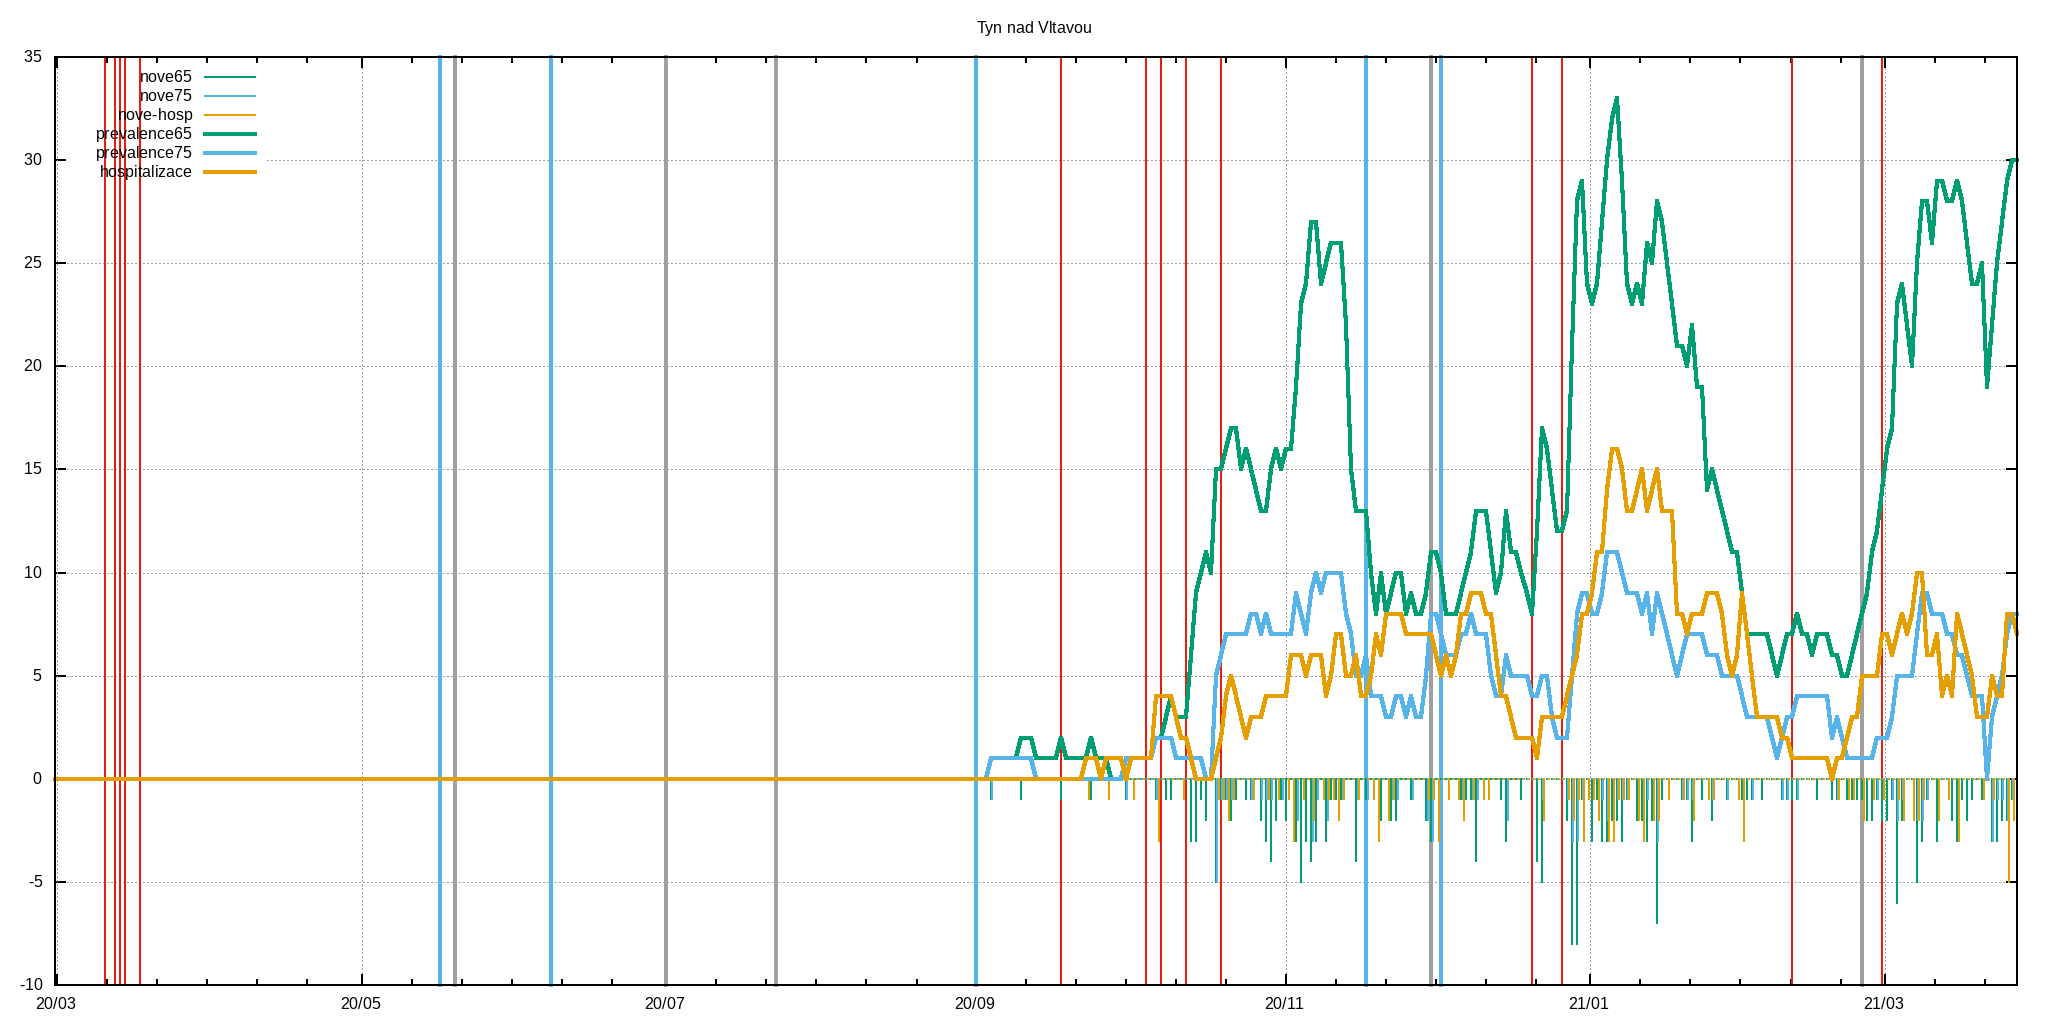 Tyn nad Vltavou
35
nove65
nove75
nove-hosp
prevalence65
prevalence75
hospitalizace
30
25
20
15
10
5
0
-5
-10
20/03 20/05 20/07 20/09 20/11 21/01 21/03